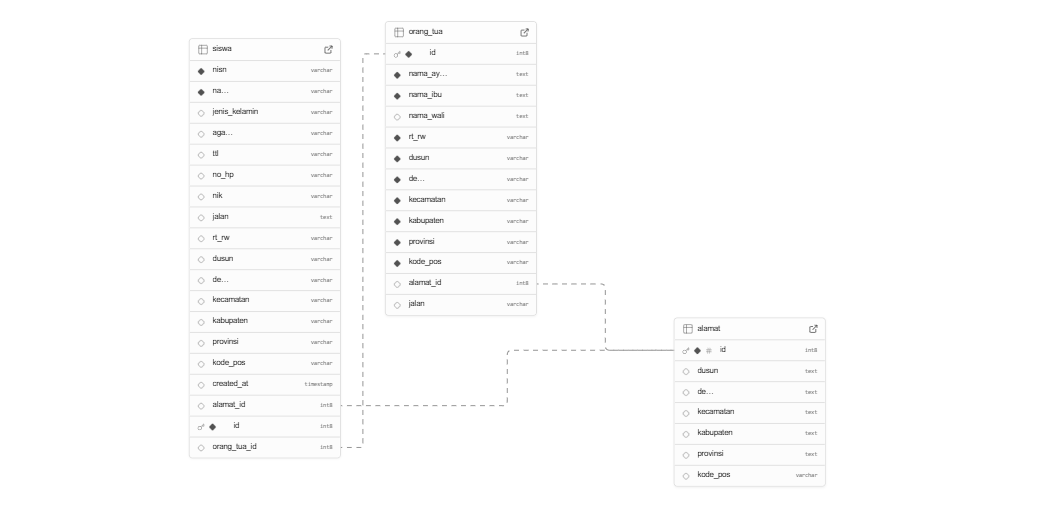 siswa
nisn varchar
na... varchar
jenis_kelamin varchar
aga... varchar
ttl varchar
no_hp varchar
nik varchar
jalan text
rt_rw varchar
dusun varchar
de... varchar
kecamatan varchar
kabupaten varchar
provinsi varchar
kode_pos varchar
created_at timestamp
alamat_id int8
id int8
orang_tua_id int8
orang_tua
id int8
nama_ay... text
nama_ibu text
nama_wali text
rt_rw varchar
dusun varchar
de... varchar
kecamatan varchar
kabupaten varchar
provinsi varchar
kode_pos varchar
alamat_id int8
jalan varchar
alamat
id int8
dusun text
de... text
kecamatan text
kabupaten text
provinsi text
kode_pos varchar